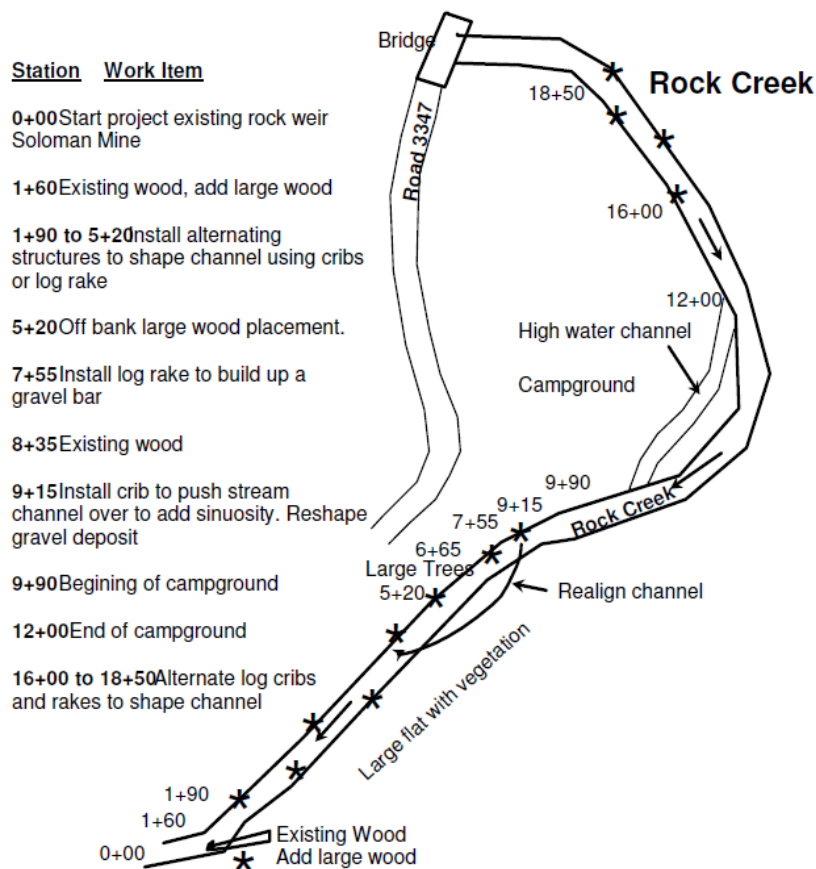 Station Work Item
0+00Start project existing rock weir
Soloman Mine
1+60Existing wood, add large wood
1+90 to 5+20Install alternating
structures to shape channel using cribs
or log rake
5+20Off bank large wood placement.
7+55Install log rake to build up a
gravel bar
8+35Existing wood
9+15Install crib to push stream
channel over to add sinuosity. Reshape
gravel deposit
9+90Begining of campground
12+00End of campground
16+00 to 18+50Alternate log cribs
and rakes to shape channel
Bridge
Rock Creek
18+50
Road 3347
16+00
12+00
High water channel
Campground
9+90
9+15
Rock Creek
7+55
6+65
Large Trees
5+20
Realign channel
Large flat with vegetation
1+90
1+60
0+00
Existing Wood
Add large wood